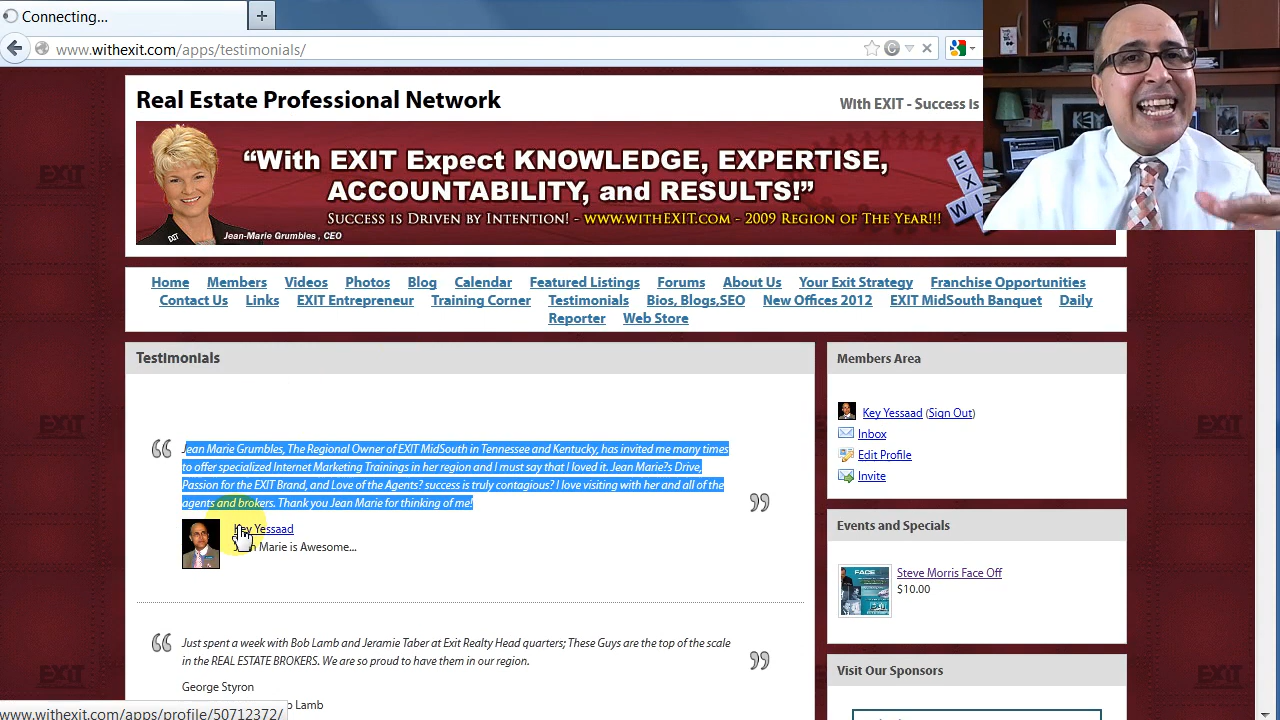 Connecting...
www.withexit.com/apps/testimonials/
Real Estate Professional Network
With EXIT - Success is
“With EXIT Expect KNOWLEDGE, EXPERTISE,
ACCOUNTABILITY, and RESULTS!”
SUCCESS IS DRIVEN BY INTENTION! - WWW.WITHEXIT.COM - 2009 REGION OF THE YEAR!!!
Jean-Marie Grumbles , CEO
Home Members Videos Photos Blog Calendar Featured Listings Forums About Us Your Exit Strategy Franchise Opportunities
Contact Us Links EXIT Entrepreneur Training Corner Testimonials Bios, Blogs,SEO New Offices 2012 EXIT MidSouth Banquet Daily
Reporter Web Store
Testimonials
Jean Marie Grumbles, The Regional Owner of EXIT MidSouth in Tennessee and Kentucky, has invited me many times
to offer specialized Internet Marketing Trainings in her region and I must say that I loved it. Jean Marie?s Drive,
Passion for the EXIT Brand, and Love of the Agents? success is truly contagious? I love visiting with her and all of the
agents and brokers. Thank you Jean Marie for thinking of me!
Key Yessaad
Jean Marie is Awesome...
Just spent a week with Bob Lamb and Jeramie Taber at Exit Realty Head quarters; These Guys are the top of the scale
in the REAL ESTATE BROKERS. We are so proud to have them in our region.
George Styron
Lamb
Members Area
Key Yessaad (Sign Out)
Inbox
Edit Profile
Invite
Events and Specials
Steve Morris Face Off
$10.00
Visit Our Sponsors
www.withexit.com/apps/profile/50712372/